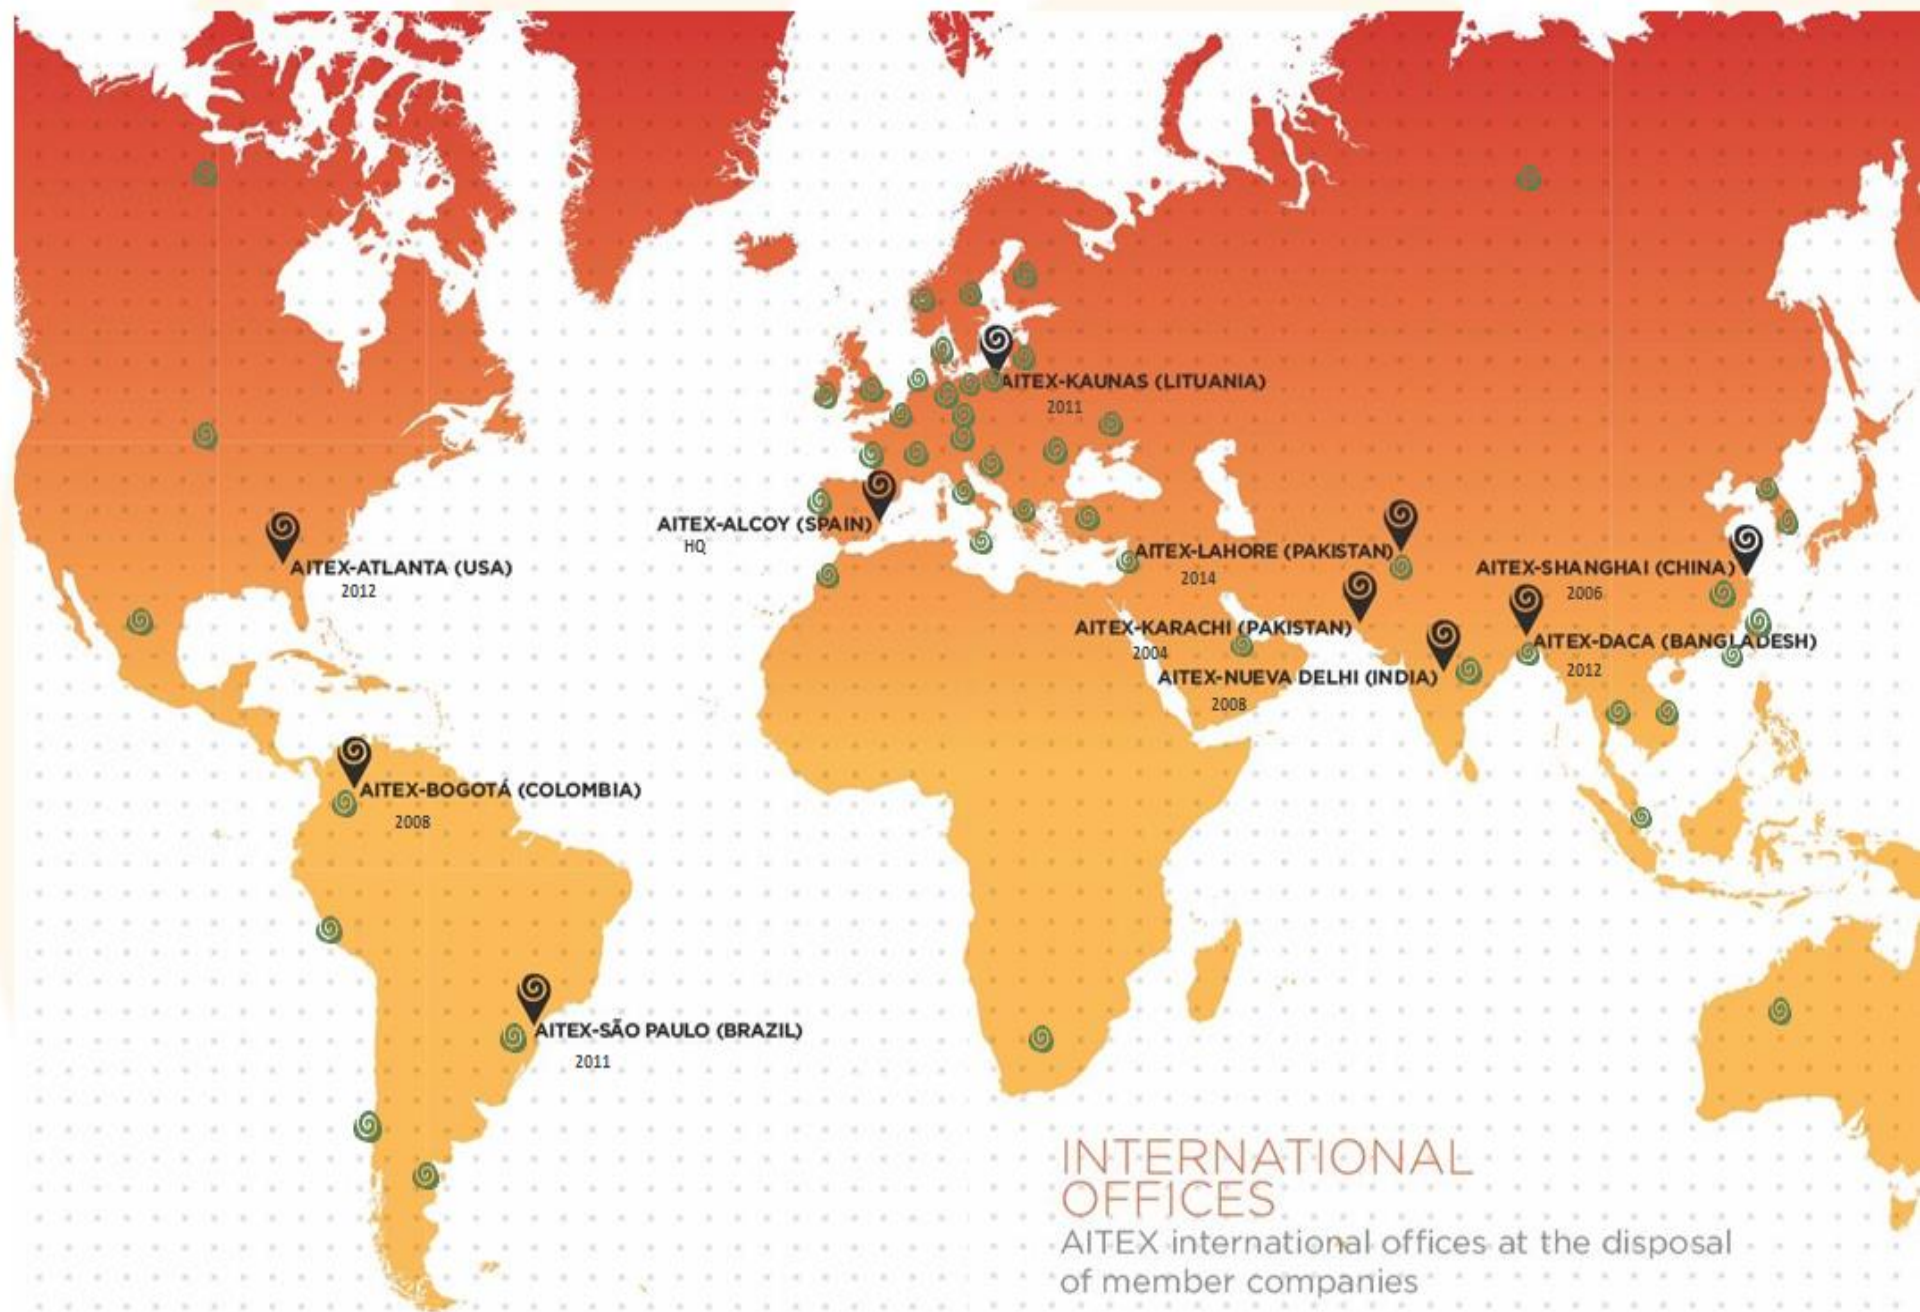 AITEX-KAUNAS (LITUANIA)
2011
AITEX-ALCOY (SPAIN)
HQ
AITEX-LAHORE (PAKISTAN)
2014
AITEX-SHANGHAI (CHINA)
2006
AITEX-ATLANTA (USA)
2012
AITEX-KARACHI (PAKISTAN)
2004
AITEX-DACA (BANGLADESH)
2012
AITEX-NUEVA DELHI (INDIA)
2008
AITEX-BOGOTÁ (COLOMBIA)
2008
AITEX-SÃO PAULO (BRAZIL)
2011
INTERNATIONAL
OFFICES
AITEX international offices at the disposal
of member companies